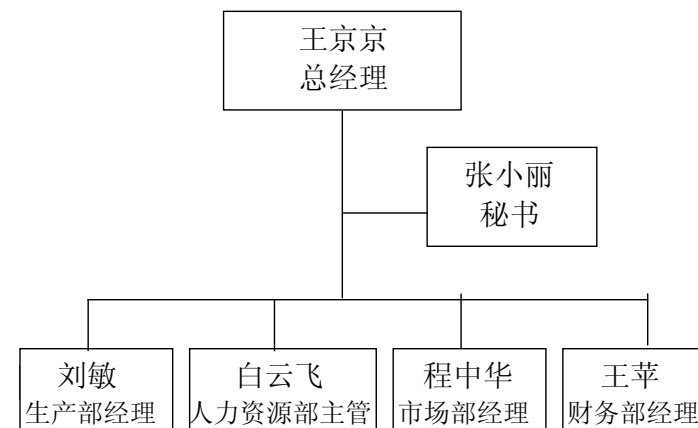 王京京
总经理
张小丽
秘书
刘敏
生产部经理
白云飞
人力资源部主管
程中华
市场部经理
王苹
财务部经理